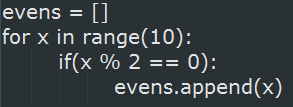 evens = []
for x in range(10):
    if(x % 2 == 0):
        evens.append(x)